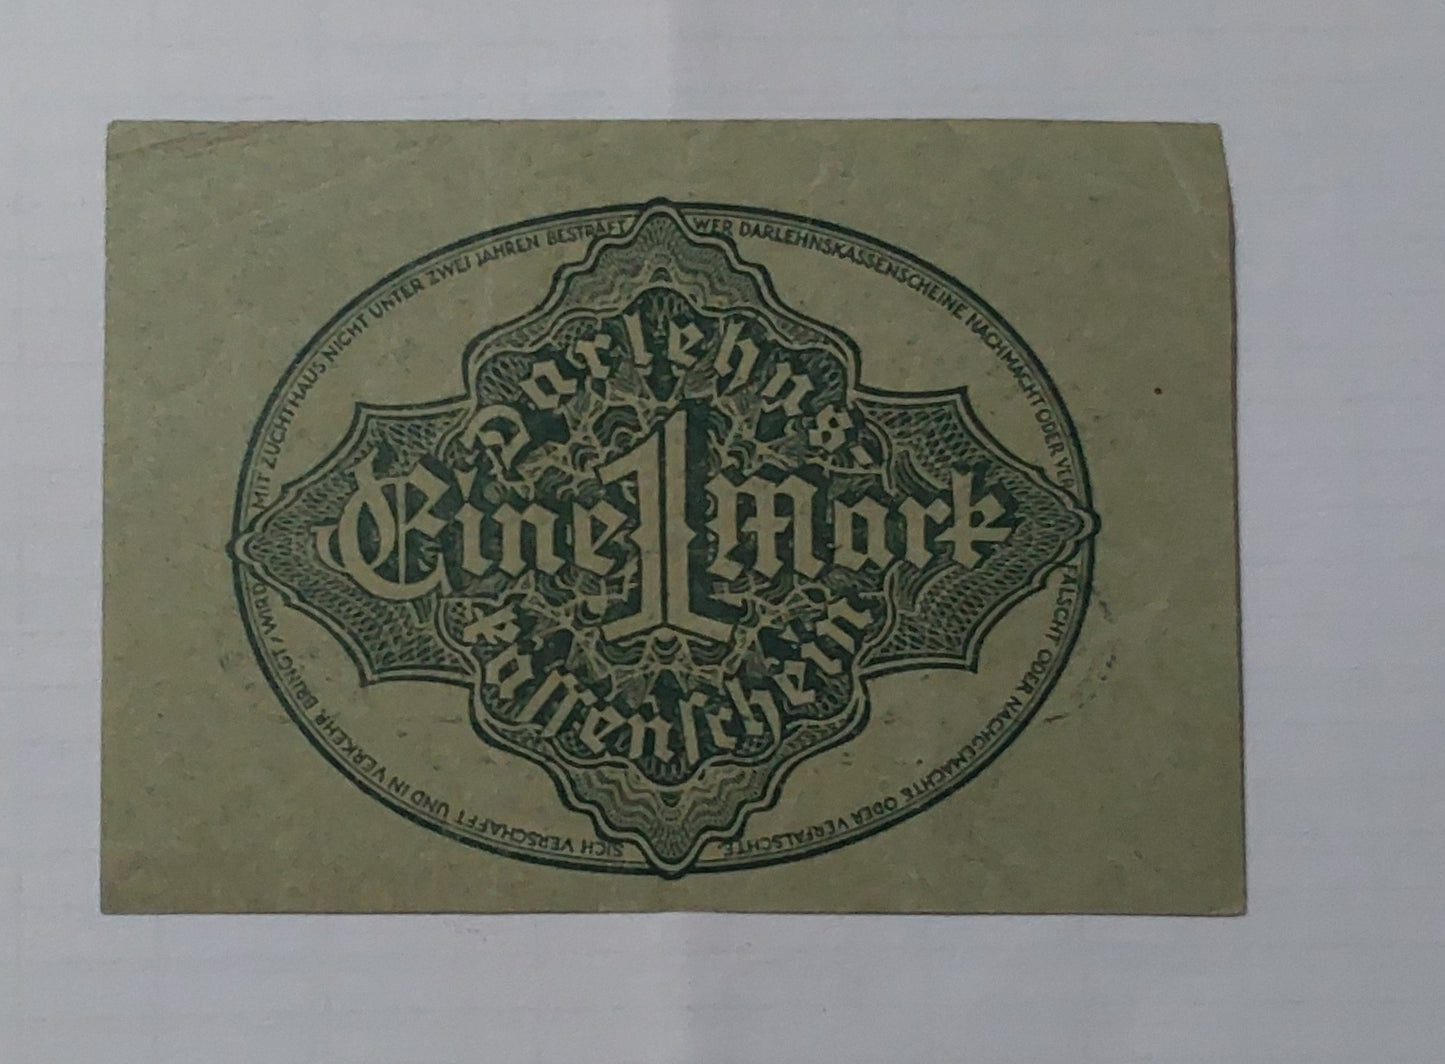 WER DARLEHNSKASSENSCHEINE NACHMACHT ODER VER
FÄLSCHT ODER NACHGEMACHTE ODER VERFÄLSCHTE
SICH VERSCHAFFT UND IN VERKEHR BRINGT / WIRD
MIT ZUCHTHAUS NICHT UNTER ZWEI JAHREN BESTRAFT
Darlehns
Eine 1 Mark
kaſſenſchein